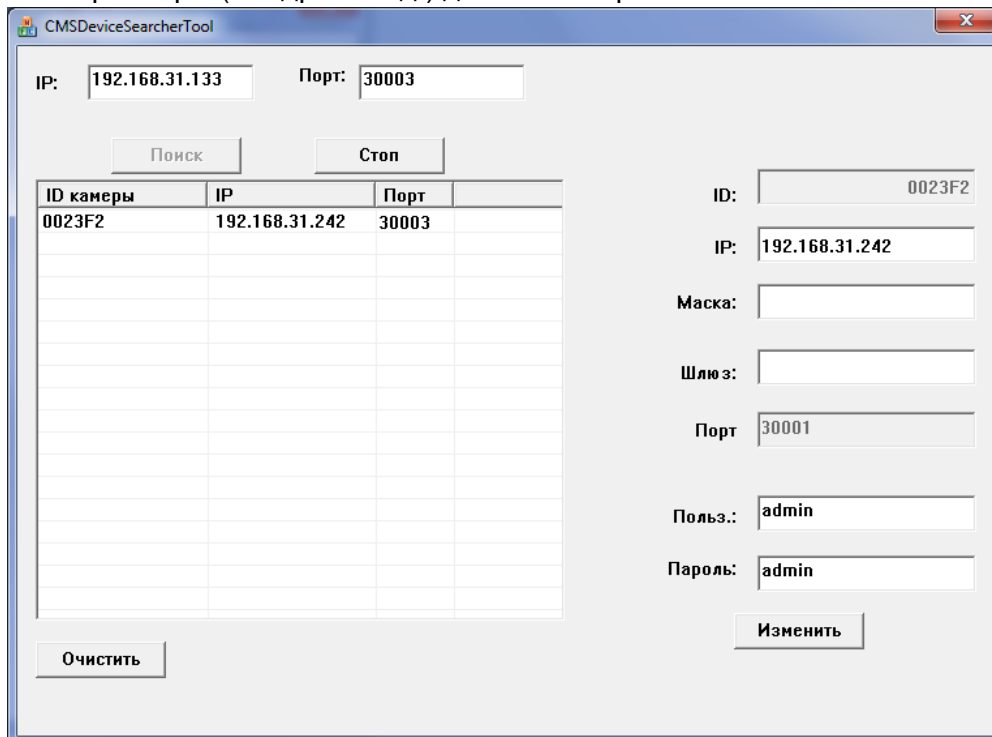 CMSDeviceSearcherTool
IP: 192.168.31.133 Порт: 30003
Поиск Стоп
ID камеры IP Порт
0023F2 192.168.31.242 30003
ID: 0023F2
IP: 192.168.31.242
Маска:
Шлюз:
Порт 30001
Польз.: admin
Пароль: admin
Изменить
Очистить